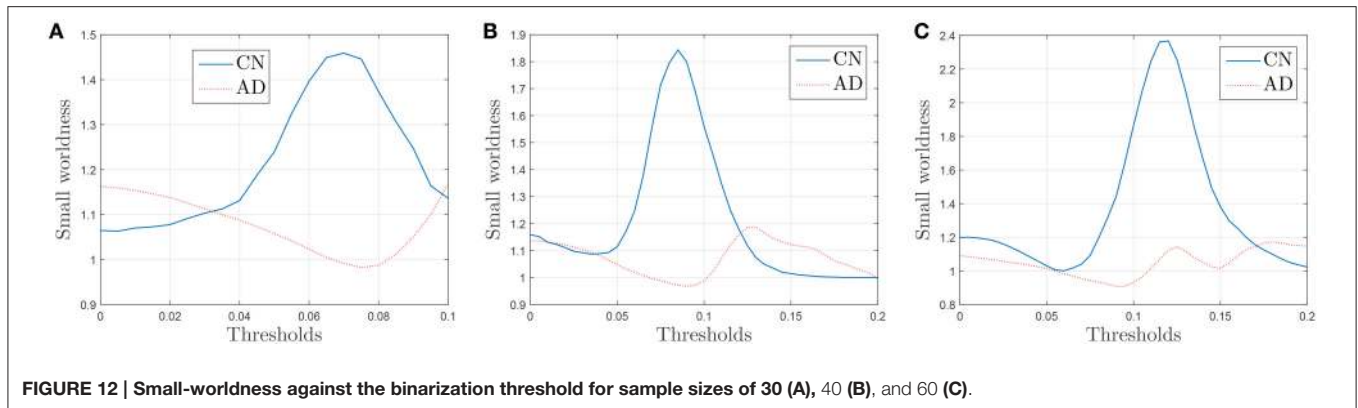 A
1.5
1.4
1.3
1.2
1.1
1
0.9
Small worldness
CN
AD
0
0.02
0.04
0.06
0.08
0.1
Thresholds
B
1.9
1.8
1.7
1.6
1.5
1.4
1.3
1.2
1.1
1
0.9
Small worldness
CN
AD
0
0.05
0.1
0.15
0.2
Thresholds
C
2.4
2.2
2
1.8
1.6
1.4
1.2
1
0.8
Small worldness
CN
AD
0
0.05
0.1
0.15
0.2
Thresholds
FIGURE 12 | Small-worldness against the binarization threshold for sample sizes of 30 (A), 40 (B), and 60 (C).